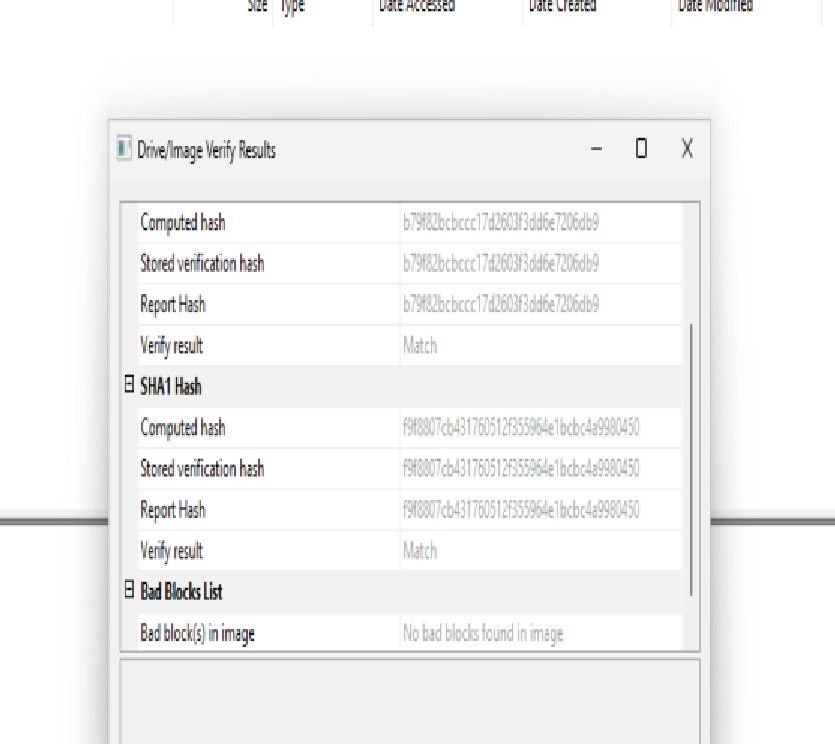 Size Type Date Accessed Date Created Date Modified
Drive/Image Verify Results
Computed hash b79f82bcbccc17d2603f3dd6e7206db9
Stored verification hash b79f82bcbccc17d2603f3dd6e7206db9
Report Hash b79f82bcbccc17d2603f3dd6e7206db9
Verify result Match
SHA1 Hash
Computed hash f9f8807cb431760512f355964e1bcbc4a9980450
Stored verification hash f9f8807cb431760512f355964e1bcbc4a9980450
Report Hash f9f8807cb431760512f355964e1bcbc4a9980450
Verify result Match
Bad Blocks List
Bad block(s) in image No bad blocks found in image